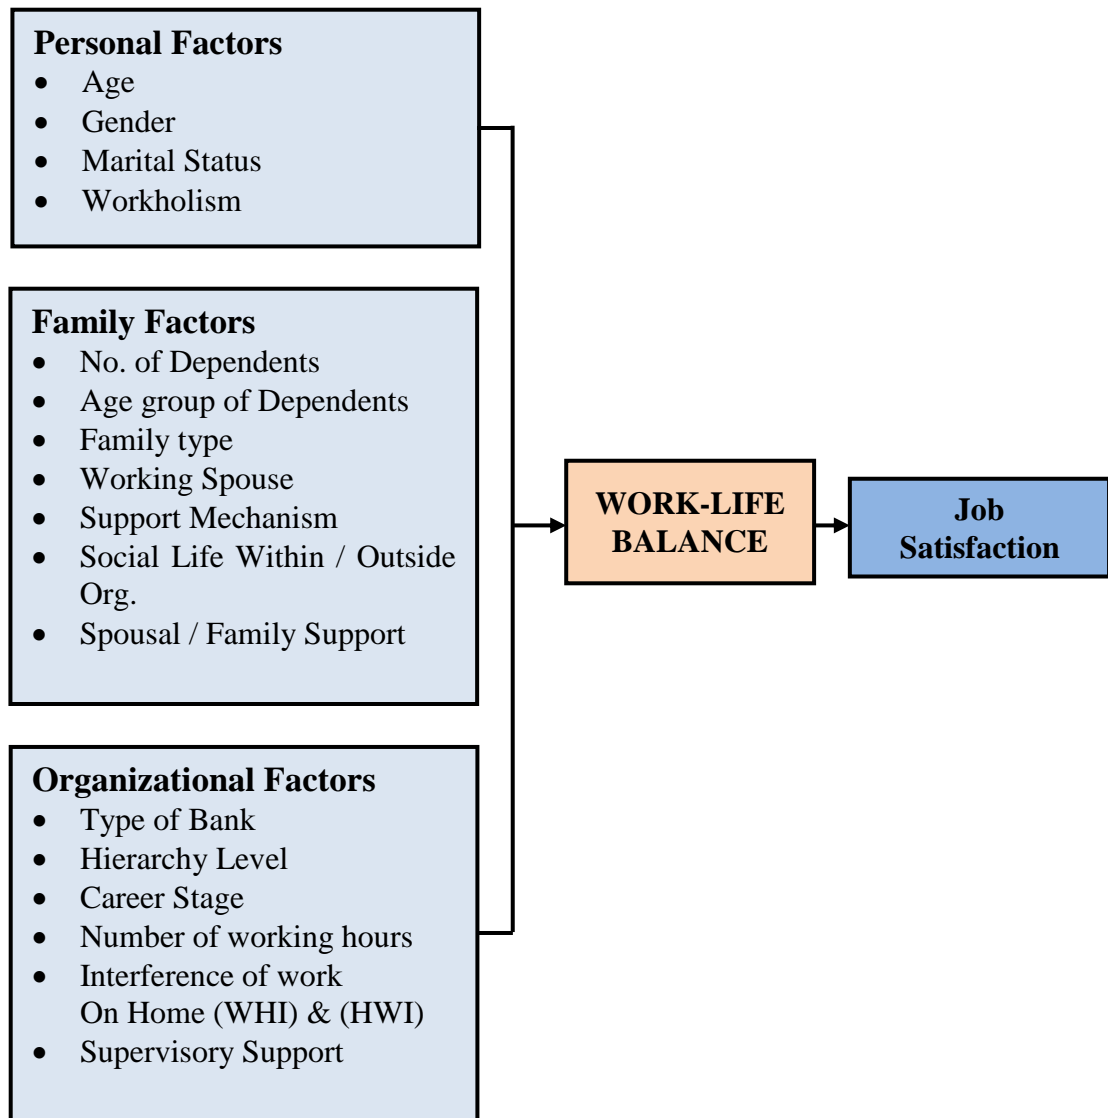 Personal Factors
• Age
• Gender
• Marital Status
• Workholism
Family Factors
• No. of Dependents
• Age group of Dependents
• Family type
• Working Spouse
• Support Mechanism
• Social Life Within / Outside
Org.
• Spousal / Family Support
Organizational Factors
• Type of Bank
• Hierarchy Level
• Career Stage
• Number of working hours
• Interference of work
On Home (WHI) & (HWI)
• Supervisory Support
WORK-LIFE
BALANCE
Job
Satisfaction